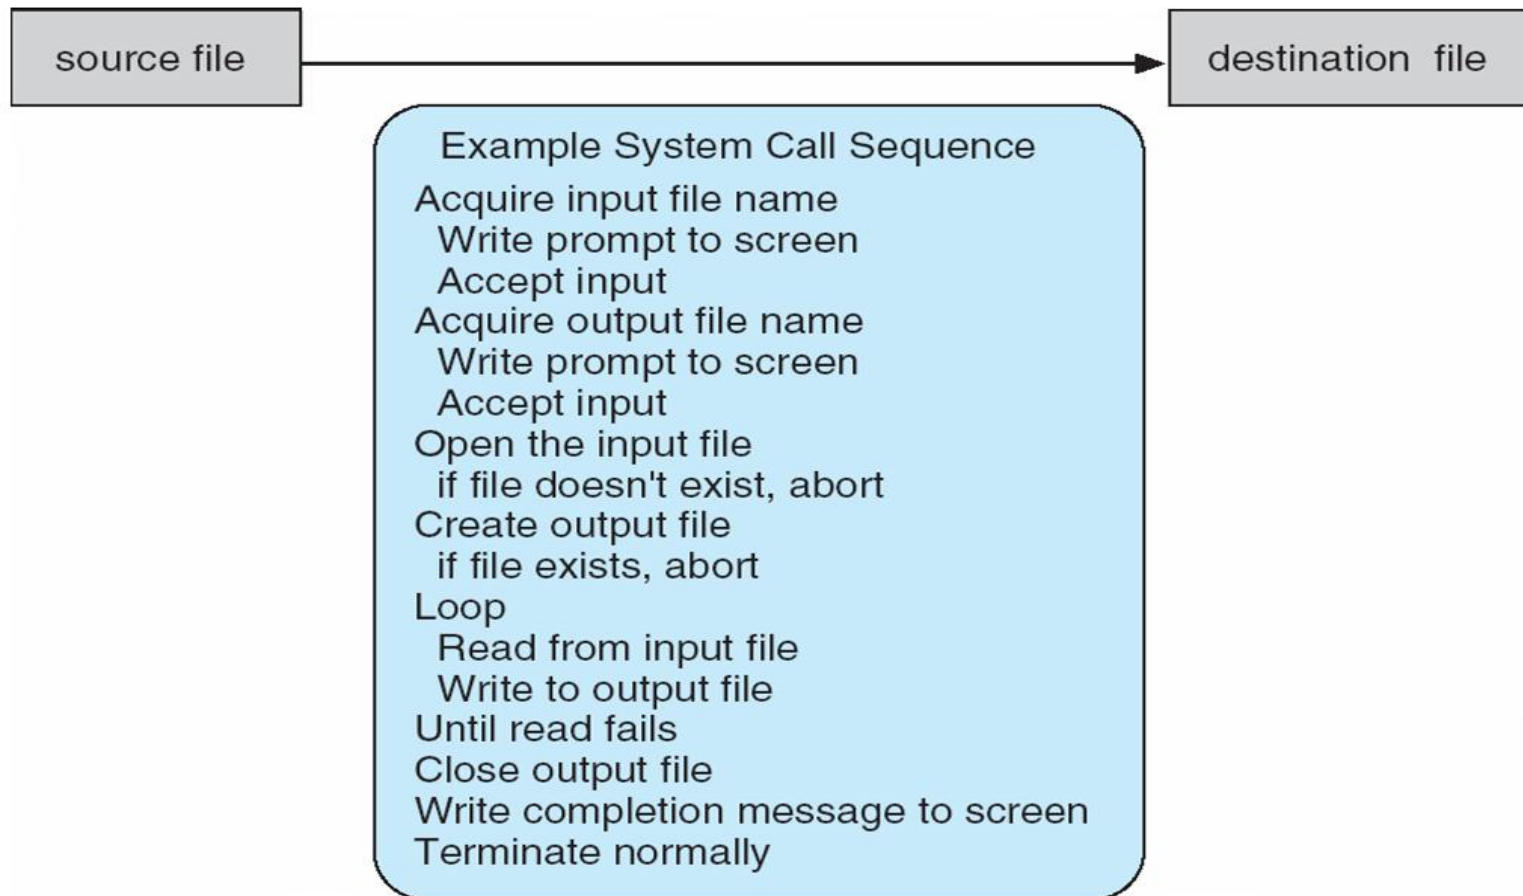 source file
destination file
Example System Call Sequence
Acquire input file name
Write prompt to screen
Accept input
Acquire output file name
Write prompt to screen
Accept input
Open the input file
if file doesn't exist, abort
Create output file
if file exists, abort
Loop
Read from input file
Write to output file
Until read fails
Close output file
Write completion message to screen
Terminate normally